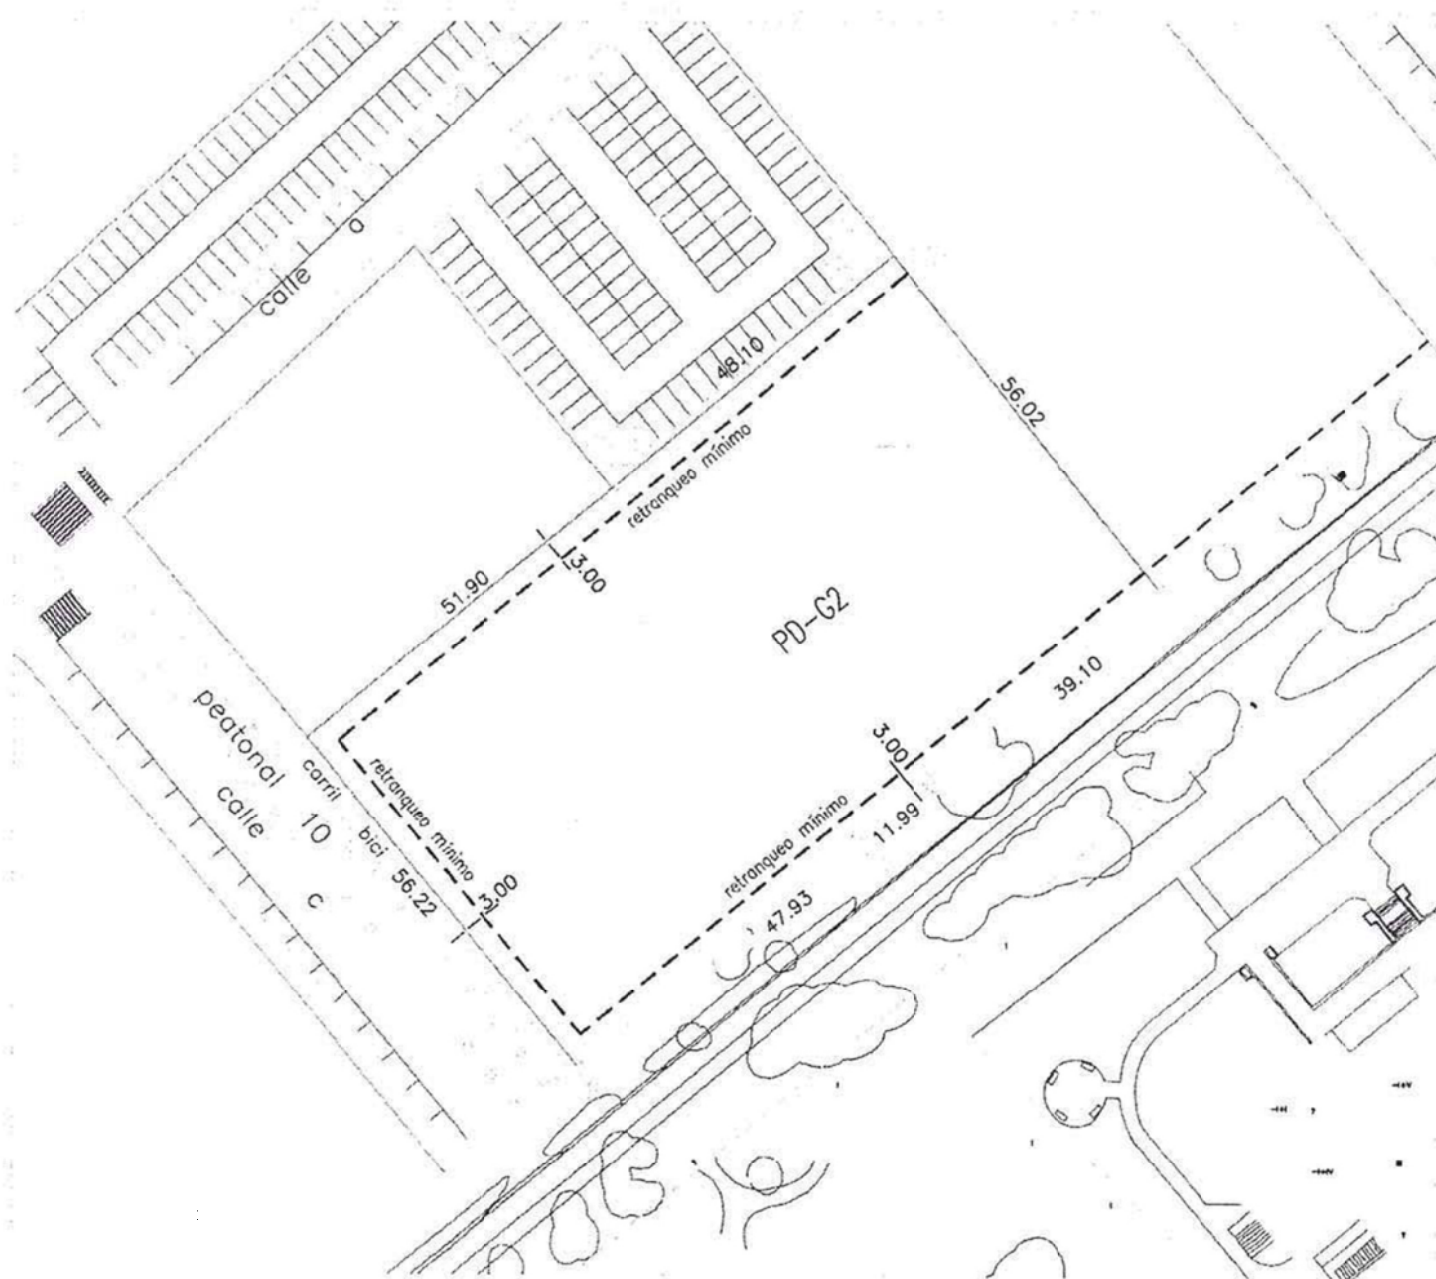 calle a
48.10
56.02
retranqueo mínimo
51.90
3.00
PD-G2
39.10
peatonal 10
calle c
carril bici
56.22
retranqueo mínimo
3.00
3.00
retranqueo mínimo
11.99
47.93